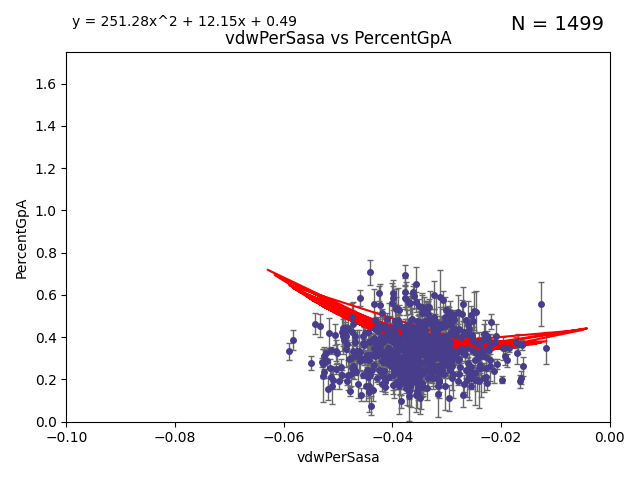 y = 251.28x^2 + 12.15x + 0.49
N = 1499
vdwPerSasa vs PercentGpA
PercentGpA
1.6
1.4
1.2
1.0
0.8
0.6
0.4
0.2
0.0
−0.10 −0.08 −0.06 −0.04 −0.02 0.00
vdwPerSasa